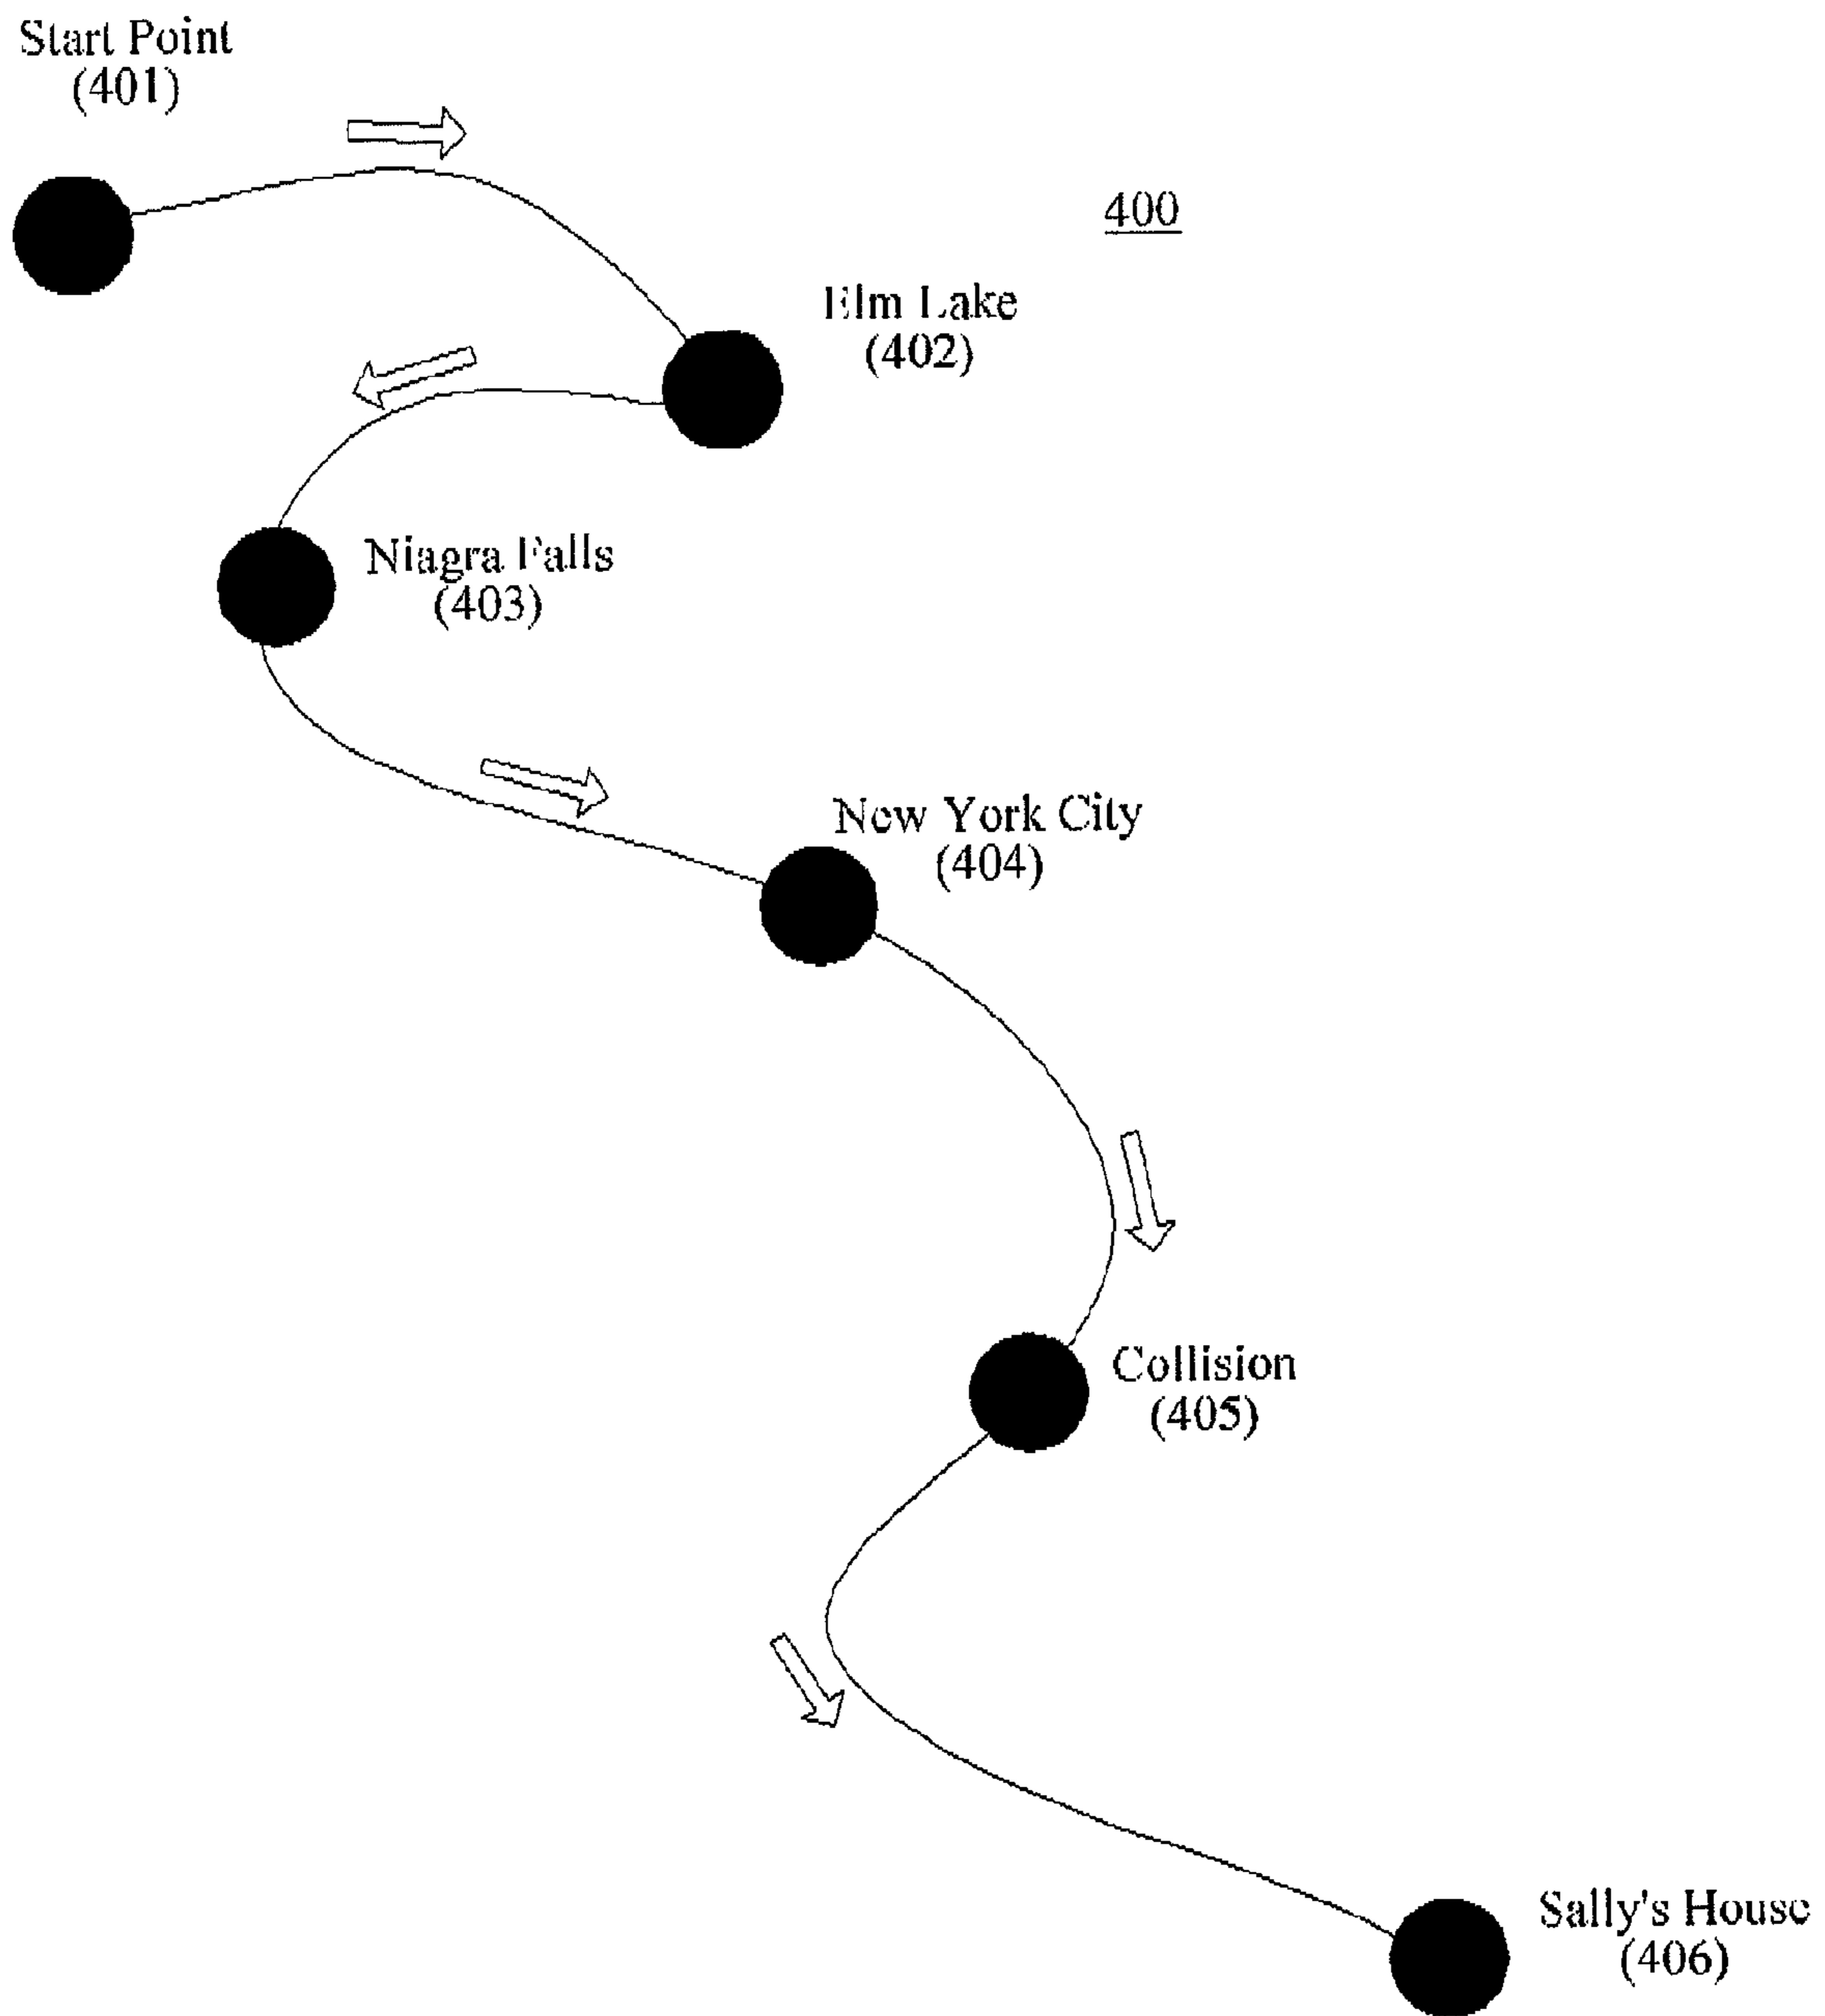 Start Point
(401)
400
Elm Lake
(402)
Niagra Falls
(403)
New York City
(404)
Collision
(405)
Sally's House
(406)